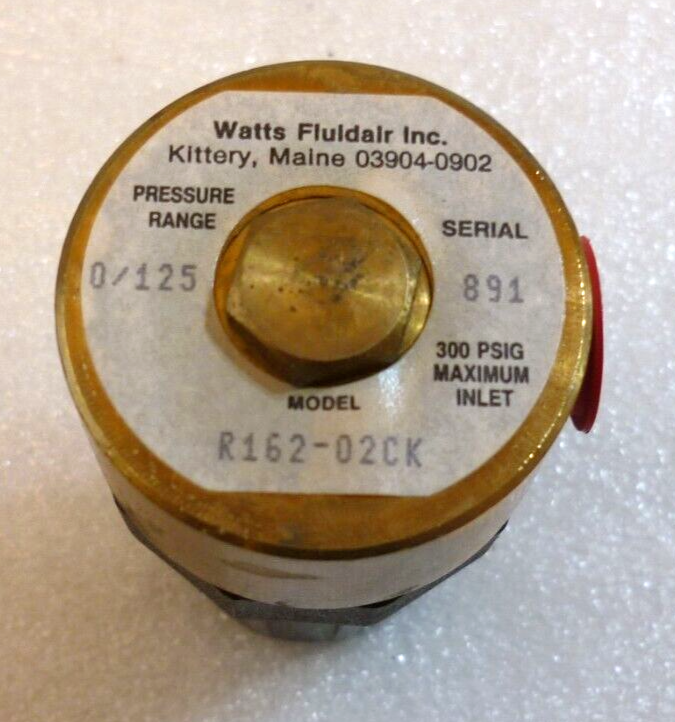 Watts Fluidair Inc.
Kittery, Maine 03904-0902
PRESSURE
RANGE
0/125
SERIAL
891
300 PSIG
MAXIMUM
INLET
MODEL
R162-02CK